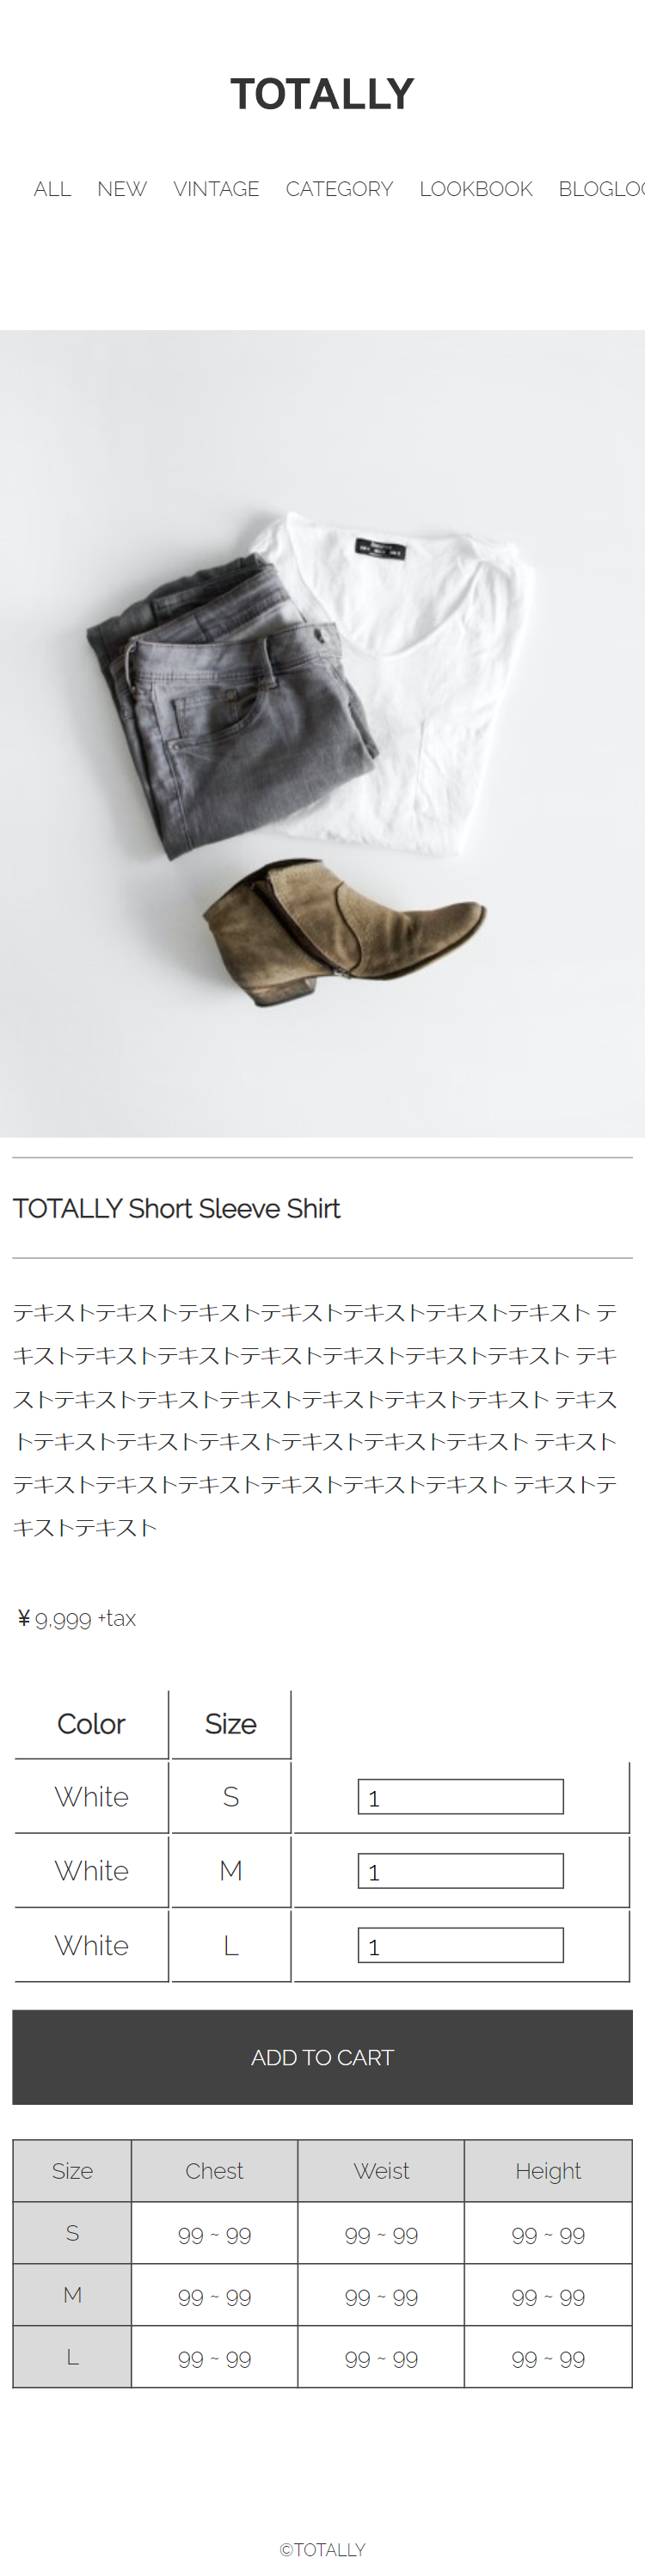 TOTALLY
ALL NEW VINTAGE CATEGORY LOOKBOOK
TOTALLY Short Sleeve Shirt
テキストテキストテキストテキストテキストテキストテキスト テ
キストテキストテキストテキストテキストテキストテキスト テキ
ストテキストテキストテキストテキストテキストテキスト テキス
トテキストテキストテキストテキストテキストテキスト テキスト
テキストテキストテキストテキストテキストテキスト テキストテ
キストテキスト
¥ 9,999 +tax
Color Size
White S 1
White M 1
White L 1
ADD TO CART
Size Chest Weist Height
S 99 ~ 99 99 ~ 99 99 ~ 99
M 99 ~ 99 99 ~ 99 99 ~ 99
L 99 ~ 99 99 ~ 99 99 ~ 99
©TOTALLY